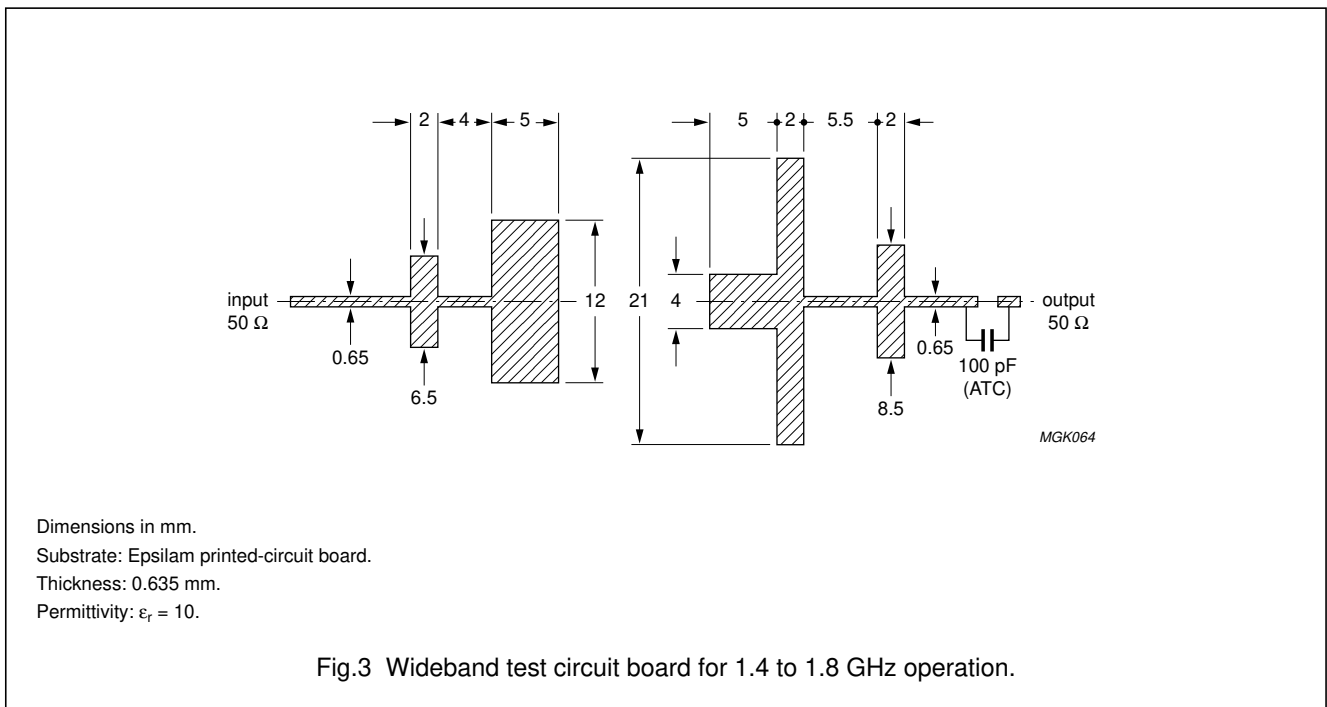 2 4 5 5 2 5.5 2
input
50 Ω
0.65
6.5
12
21
4
0.65
8.5
100 pF
(ATC)
output
50 Ω
MGK064
Dimensions in mm.
Substrate: Epsilam printed-circuit board.
Thickness: 0.635 mm.
Permittivity: εr = 10.
Fig.3 Wideband test circuit board for 1.4 to 1.8 GHz operation.